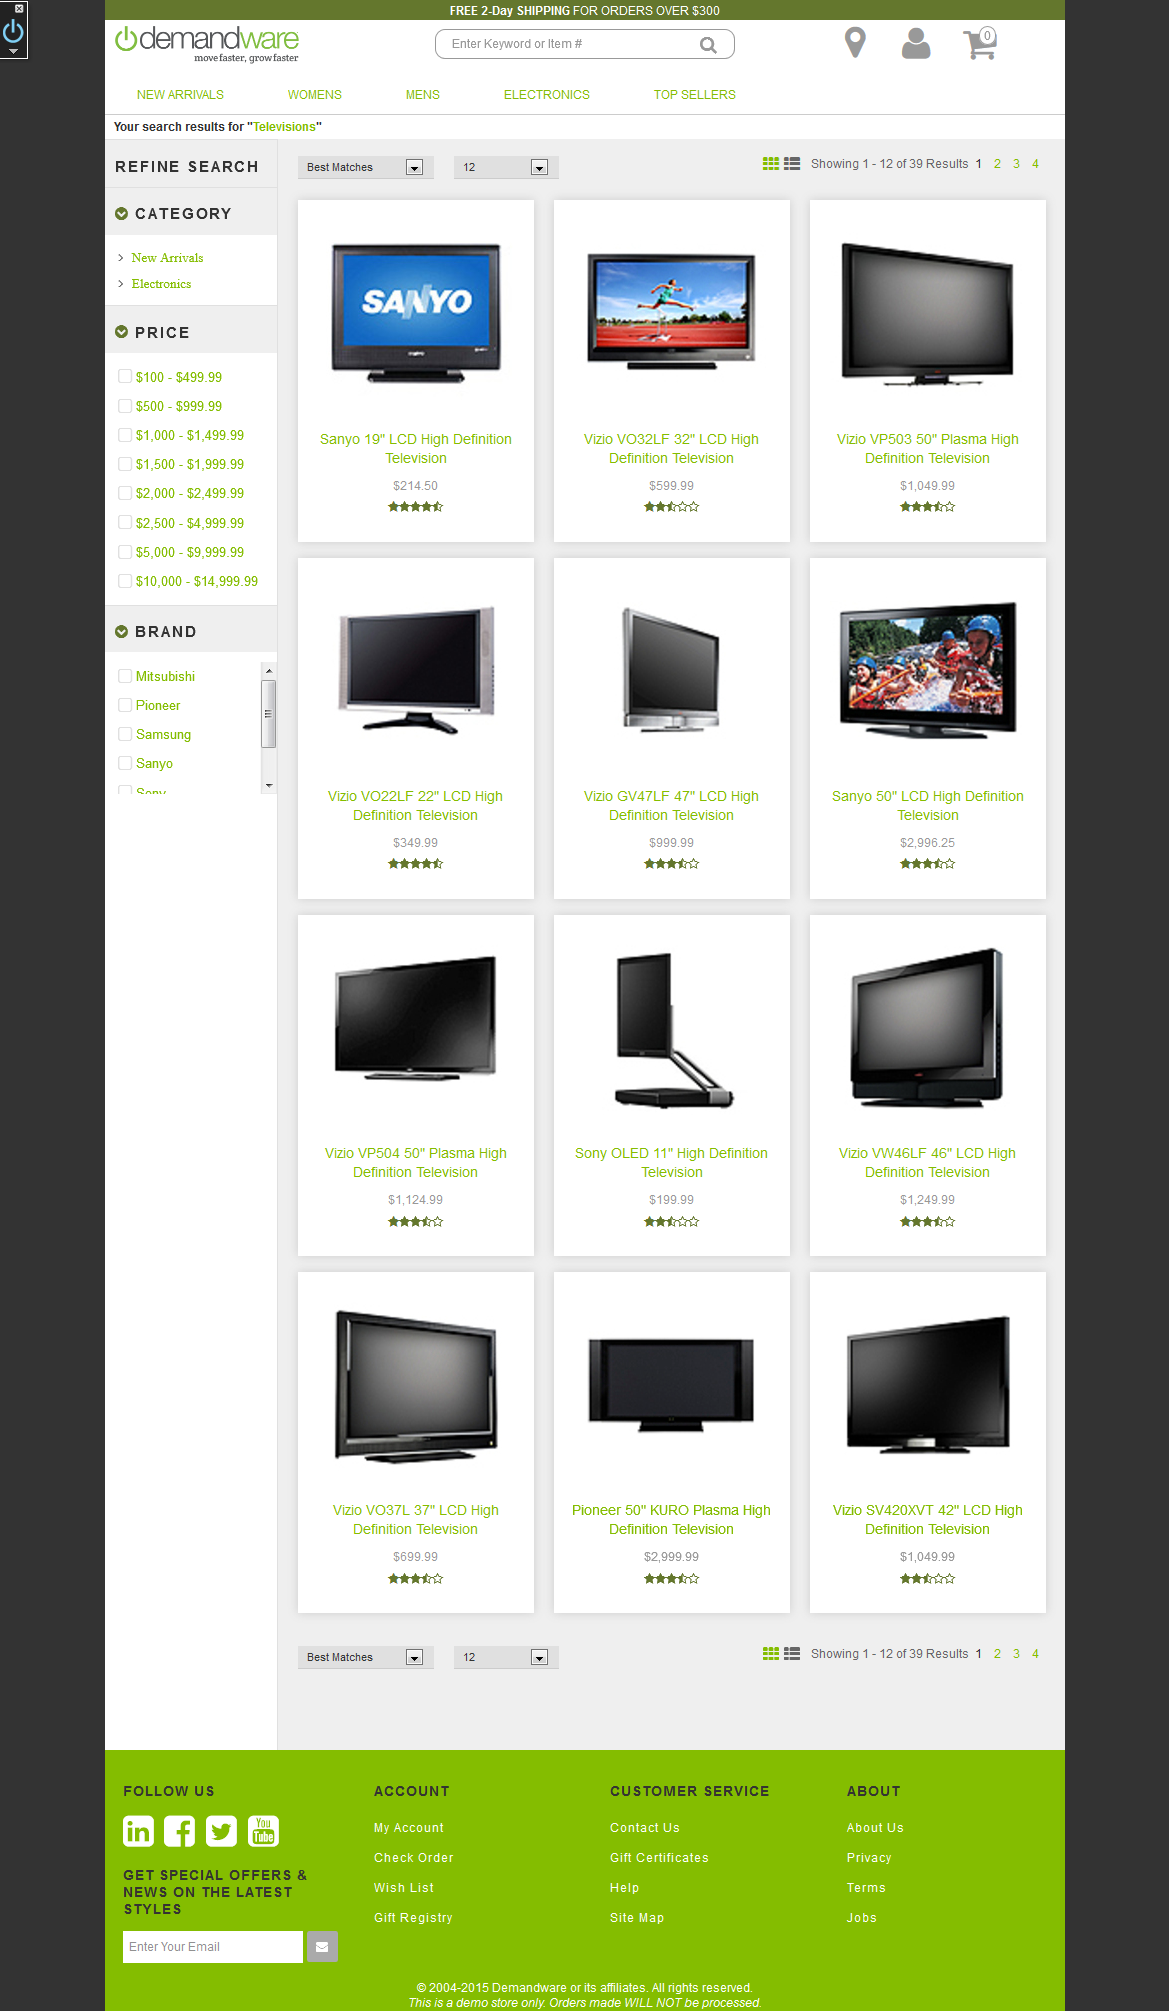 FREE 2-Day SHIPPING FOR ORDERS OVER $300
demandware
move faster, grow faster
Enter Keyword or Item #
0
NEW ARRIVALS
WOMENS
MENS
ELECTRONICS
TOP SELLERS
Your search results for "Televisions"
REFINE SEARCH
CATEGORY
New Arrivals
Electronics
PRICE
$100 - $499.99
$500 - $999.99
$1,000 - $1,499.99
$1,500 - $1,999.99
$2,000 - $2,499.99
$2,500 - $4,999.99
$5,000 - $9,999.99
$10,000 - $14,999.99
BRAND
Mitsubishi
Pioneer
Samsung
Sanyo
Sony
Best Matches
12
Showing 1 - 12 of 39 Results 1 2 3 4
SANYO
Sanyo 19" LCD High Definition
Television
$214.50
Vizio VO32LF 32" LCD High
Definition Television
$599.99
Vizio VP503 50" Plasma High
Definition Television
$1,049.99
Vizio VO22LF 22" LCD High
Definition Television
$349.99
Vizio GV47LF 47" LCD High
Definition Television
$999.99
Sanyo 50" LCD High Definition
Television
$2,996.25
Vizio VP504 50" Plasma High
Definition Television
$1,124.99
Sony OLED 11" High Definition
Television
$199.99
Vizio VW46LF 46" LCD High
Definition Television
$1,249.99
Vizio VO37L 37" LCD High
Definition Television
$699.99
Pioneer 50" KURO Plasma High
Definition Television
$2,999.99
Vizio SV420XVT 42" LCD High
Definition Television
$1,049.99
Best Matches
12
Showing 1 - 12 of 39 Results 1 2 3 4
FOLLOW US
in
You
Tube
GET SPECIAL OFFERS &
NEWS ON THE LATEST
STYLES
Enter Your Email
ACCOUNT
My Account
Check Order
Wish List
Gift Registry
CUSTOMER SERVICE
Contact Us
Gift Certificates
Help
Site Map
ABOUT
About Us
Privacy
Terms
Jobs
© 2004-2015 Demandware or its affiliates. All rights reserved.
This is a demo store only. Orders made WILL NOT be processed.